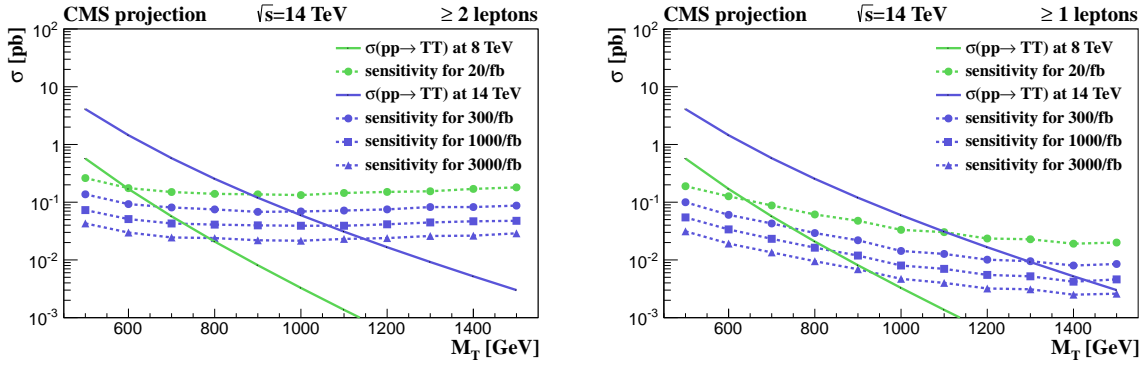 CMS projection √s=14 TeV ≥ 2 leptons
σ [pb]
10²
10
1
10⁻¹
10⁻²
10⁻³
σ(pp→ TT) at 8 TeV
sensitivity for 20/fb
σ(pp→ TT) at 14 TeV
sensitivity for 300/fb
sensitivity for 1000/fb
sensitivity for 3000/fb
600 800 1000 1200 1400
M_T [GeV]
CMS projection √s=14 TeV ≥ 1 leptons
σ [pb]
10²
10
1
10⁻¹
10⁻²
10⁻³
σ(pp→ TT) at 8 TeV
sensitivity for 20/fb
σ(pp→ TT) at 14 TeV
sensitivity for 300/fb
sensitivity for 1000/fb
sensitivity for 3000/fb
600 800 1000 1200 1400
M_T [GeV]